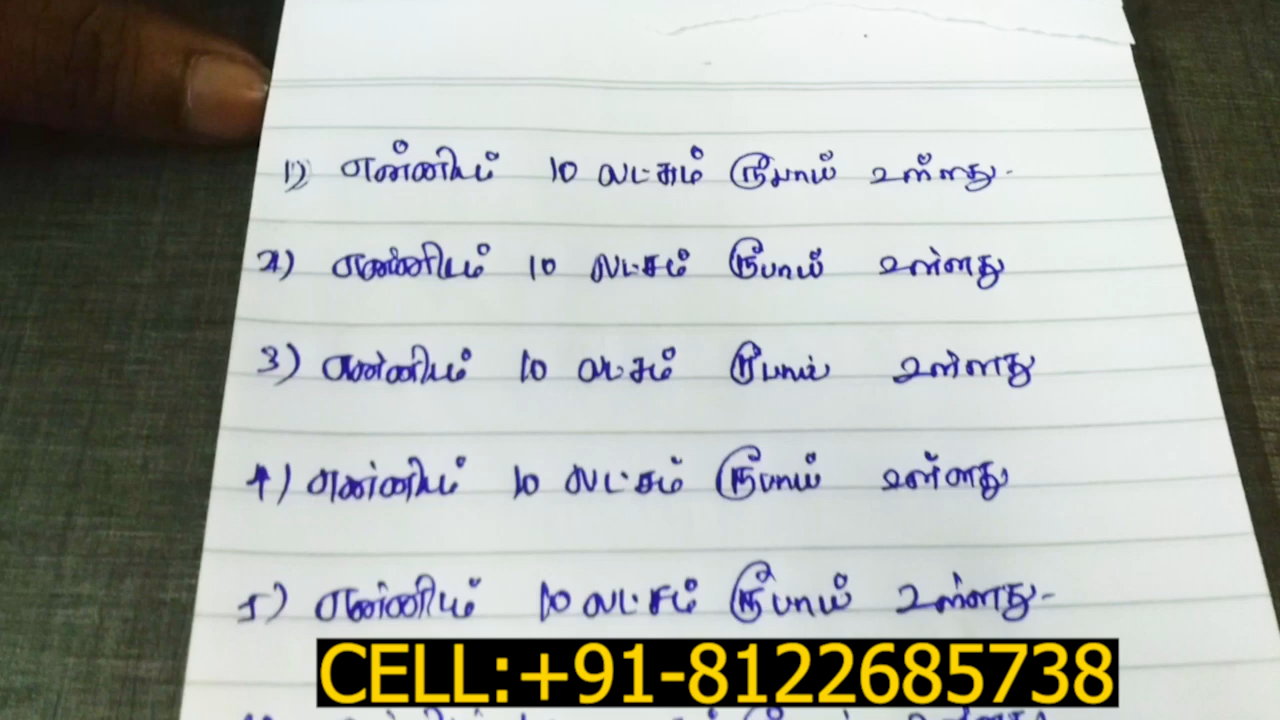 1) என்னிடம் 10 லட்சம் ரூபாய் உள்ளது.
2) என்னிடம் 10 லட்சம் ரூபாய் உள்ளது
3) என்னிடம் 10 லட்சம் ரூபாய் உள்ளது
4) என்னிடம் 10 லட்சம் ரூபாய் உள்ளது
5) என்னிடம் 10 லட்சம் ரூபாய் உள்ளது.
CELL:+91-8122685738